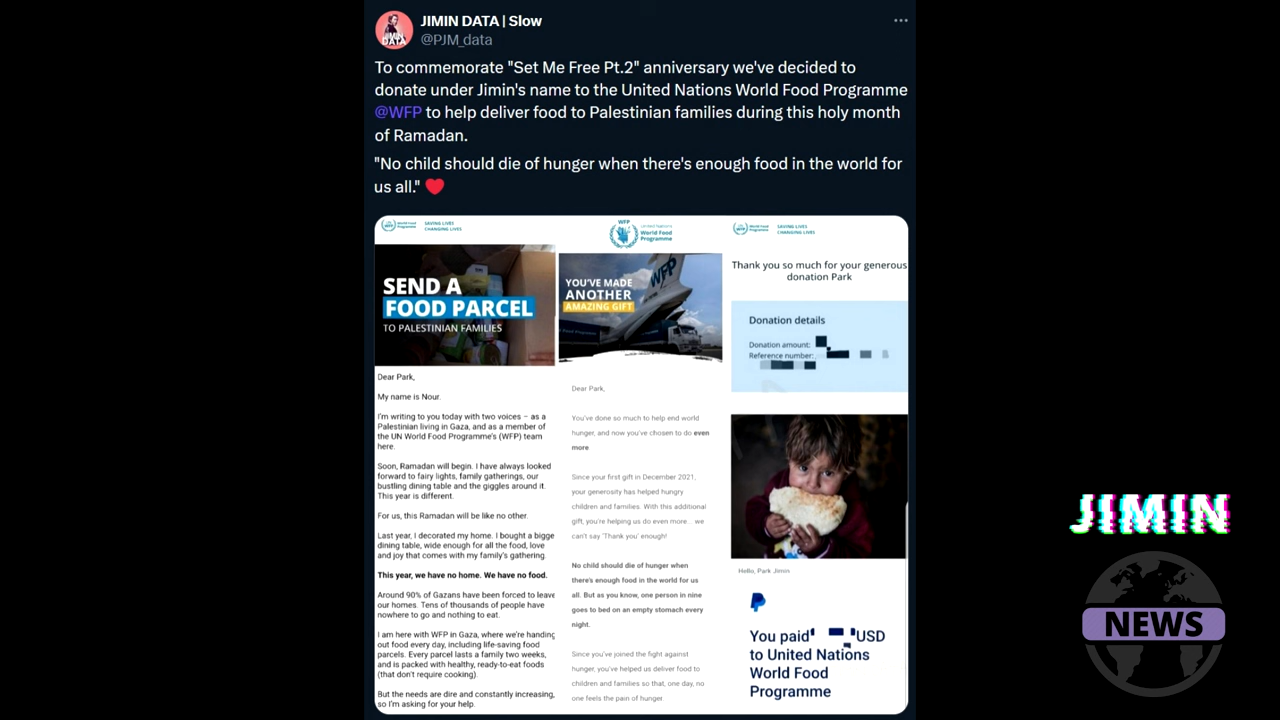 JIMIN DATA | Slow
@PJM_data
To commemorate "Set Me Free Pt.2" anniversary we've decided to
donate under Jimin's name to the United Nations World Food Programme
@WFP to help deliver food to Palestinian families during this holy month
of Ramadan.
"No child should die of hunger when there's enough food in the world for
us all." ❤️
World Food
Programme
SAVING LIVES
CHANGING LIVES
SEND A
FOOD PARCEL
TO PALESTINIAN FAMILIES
Dear Park,
My name is Nour.
I'm writing to you today with two voices – as a
Palestinian living in Gaza, and as a member of
the UN World Food Programme's (WFP) team
here.
Soon, Ramadan will begin. I have always looked
forward to fairy lights, family gatherings, our
bustling dining table and the giggles around it.
This year is different.
For us, this Ramadan will be like no other.
Last year, I decorated my home. I bought a bigge
dining table, wide enough for all the food, love
and joy that comes with my family's gathering.
This year, we have no home. We have no food.
Around 90% of Gazans have been forced to leave
our homes. Tens of thousands of people have
nowhere to go and nothing to eat.
I am here with WFP in Gaza, where we're handing
out food every day, including life-saving food
parcels. Every parcel lasts a family two weeks,
and is packed with healthy, ready-to-eat foods
(that don't require cooking).
But the needs are dire and constantly increasing,
so I'm asking for your help.
WFP
United Nations
World Food
Programme
WFP
YOU'VE MADE
ANOTHER
AMAZING GIFT
Dear Park,
You've done so much to help end world
hunger, and now you've chosen to do even
more
Since your first gift in December 2021,
your generosity has helped hungry
children and families. With this additional
gift, you're helping us do even more... we
can't say 'Thank you' enough!
No child should die of hunger when
there's enough food in the world for us
all. But as you know, one person in nine
goes to bed on an empty stomach every
night.
Since you've joined the fight against
hunger, you've helped us deliver food to
children and families so that, one day, no
one feels the pain of hunger.
World Food
Programme
SAVING LIVES
CHANGING LIVES
Thank you so much for your generous
donation Park
Donation details
Donation amount:
Reference number:
Hello, Park Jimin
You paid USD
to United Nations
World Food
Programme
JIMIN
NEWS